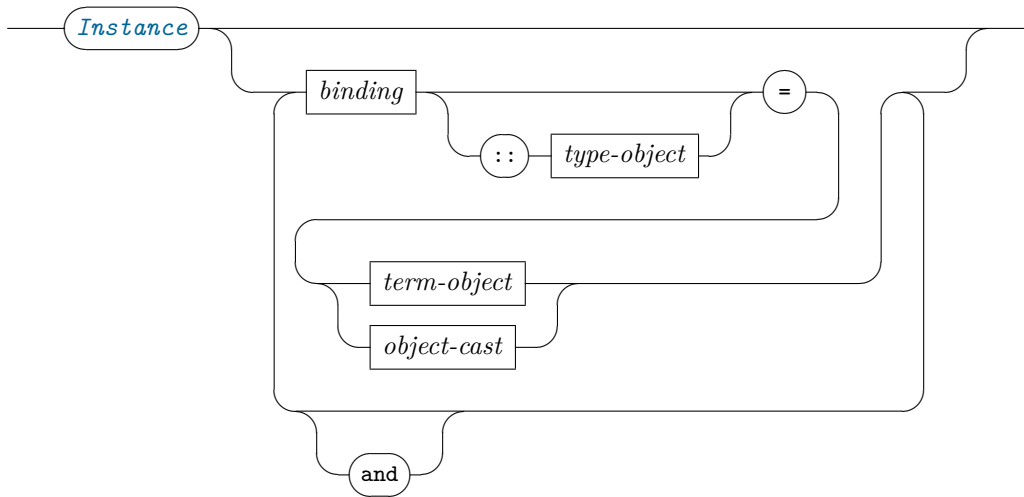 Instance
binding =
:: type-object
term-object
object-cast
and